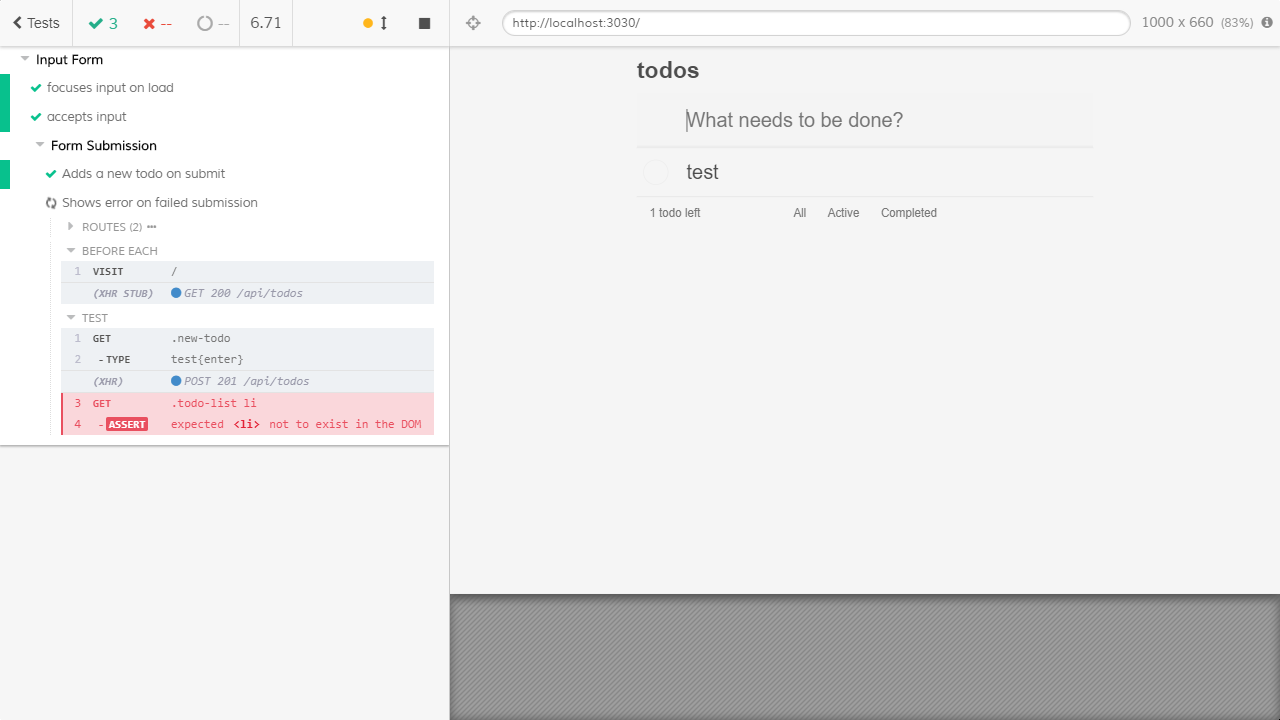 Tests 3 -- -- 6.71
Input Form
focuses input on load
accepts input
Form Submission
Adds a new todo on submit
Shows error on failed submission
ROUTES (2)
BEFORE EACH
1 VISIT /
(XHR STUB) GET 200 /api/todos
TEST
1 GET .new-todo
2 -TYPE test{enter}
(XHR) POST 201 /api/todos
3 GET .todo-list li
4 -ASSERT expected <li> not to exist in the DOM
http://localhost:3030/ 1000 x 660 (83%)
todos
What needs to be done?
test
1 todo left All Active Completed